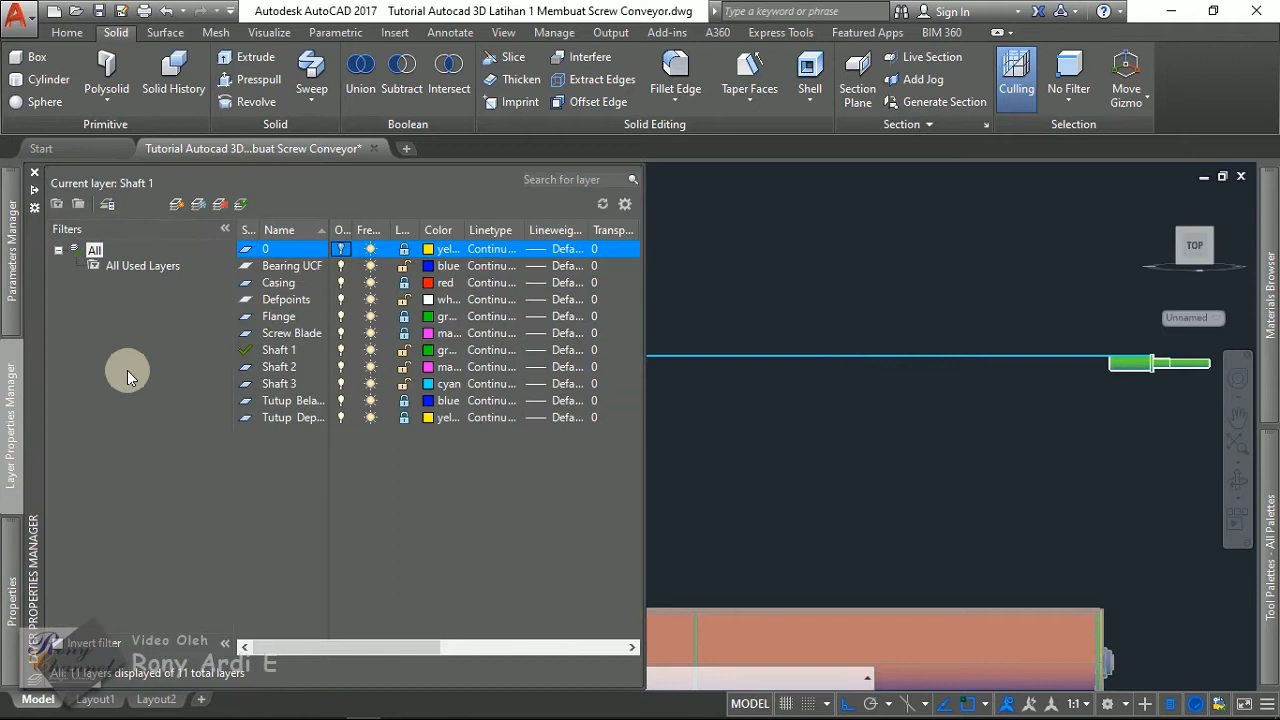 Autodesk AutoCAD 2017 Tutorial Autocad 3D Latihan 1 Membuat Screw Conveyor.dwg
Type a keyword or phrase
Sign In
Home Solid Surface Mesh Visualize Parametric Insert Annotate View Manage Output Add-ins A360 Express Tools Featured Apps BIM 360
Box
Cylinder
Sphere
Polysolid
Solid History
Extrude
Presspull
Revolve
Sweep
Union
Subtract
Intersect
Slice
Thicken
Imprint
Interfere
Extract Edges
Offset Edge
Fillet Edge
Taper Faces
Shell
Section
Plane
Live Section
Add Jog
Generate Section
Culling
No Filter
Move
Gizmo
Primitive
Solid
Boolean
Solid Editing
Section
Selection
Start
Tutorial Autocad 3D...buat Screw Conveyor*
Current layer: Shaft 1
Search for layer
Filters
All
All Used Layers
S... Name O... Fre... L... Color Linetype Lineweig... Transp...
0 yel... Continu... Defa... 0
Bearing UCF blue Continu... Defa... 0
Casing red Continu... Defa... 0
Defpoints wh... Continu... Defa... 0
Flange gr... Continu... Defa... 0
Screw Blade ma... Continu... Defa... 0
Shaft 1 gr... Continu... Defa... 0
Shaft 2 ma... Continu... Defa... 0
Shaft 3 cyan Continu... Defa... 0
Tutup Bela... blue Continu... Defa... 0
Tutup Dep... yel... Continu... Defa... 0
Invert filter
All: 11 layers displayed of 11 total layers
Parameters Manager
Layer Properties Manager
Properties
LAYER PROPERTIES MANAGER
Video Oleh
Rony Ardi E
TOP
Unnamed
Materials Browser
Tool Palettes - All Palettes
Model Layout1 Layout2
MODEL
1:1